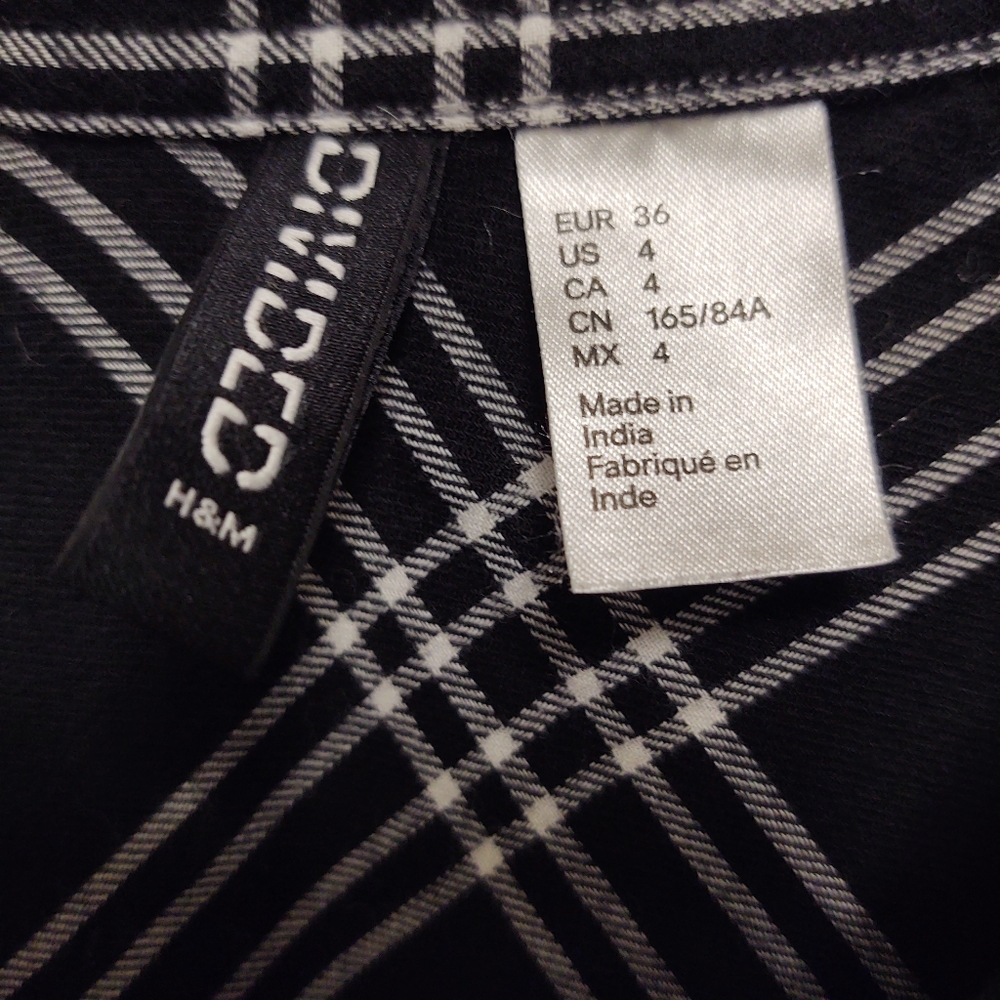 DIVIDED
H&M
EUR 36
US 4
CA 4
CN 165/84A
MX 4
Made in
India
Fabriqué en
Inde